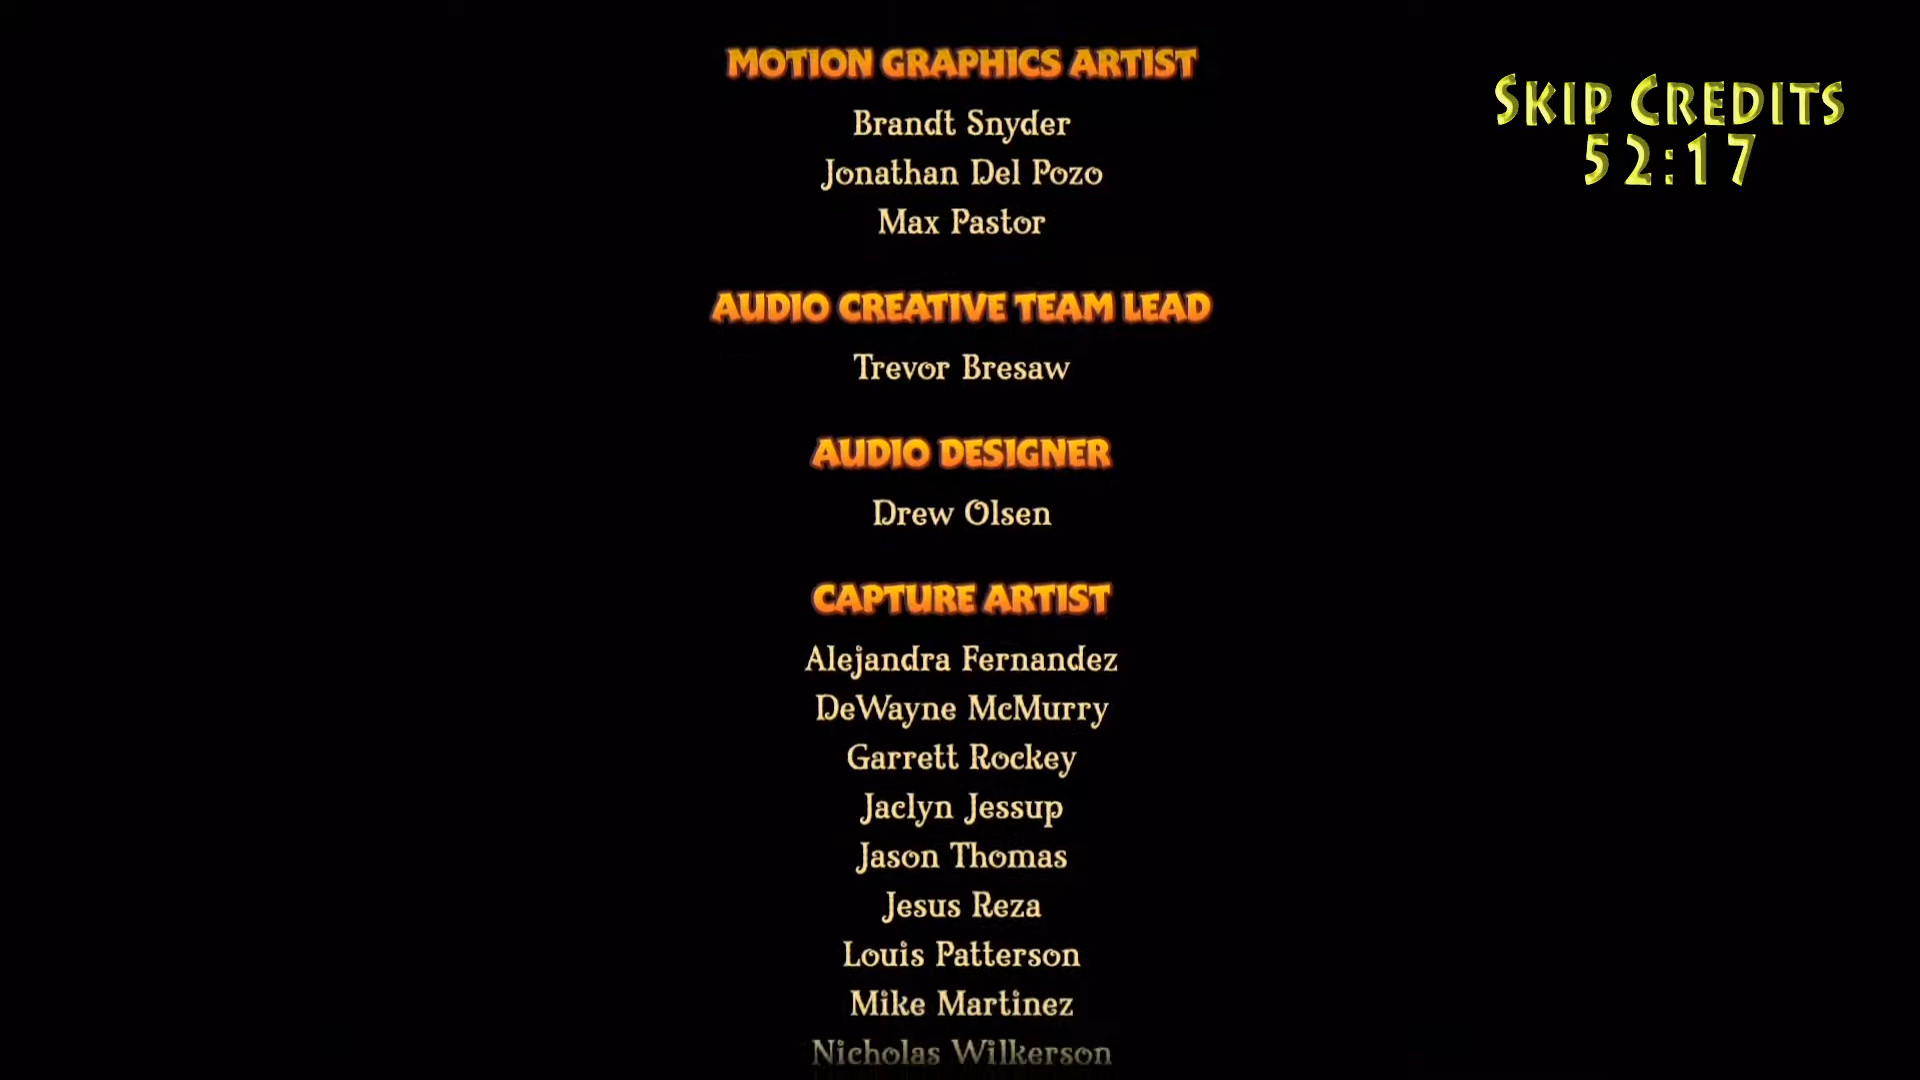 MOTION GRAPHICS ARTIST
Brandt Snyder
Jonathan Del Pozo
Max Pastor
AUDIO CREATIVE TEAM LEAD
Trevor Bresaw
AUDIO DESIGNER
Drew Olsen
CAPTURE ARTIST
Alejandra Fernandez
DeWayne McMurry
Garrett Rockey
Jaclyn Jessup
Jason Thomas
Jesus Reza
Louis Patterson
Mike Martinez
Nicholas Wilkerson
SKIP CREDITS
52:17